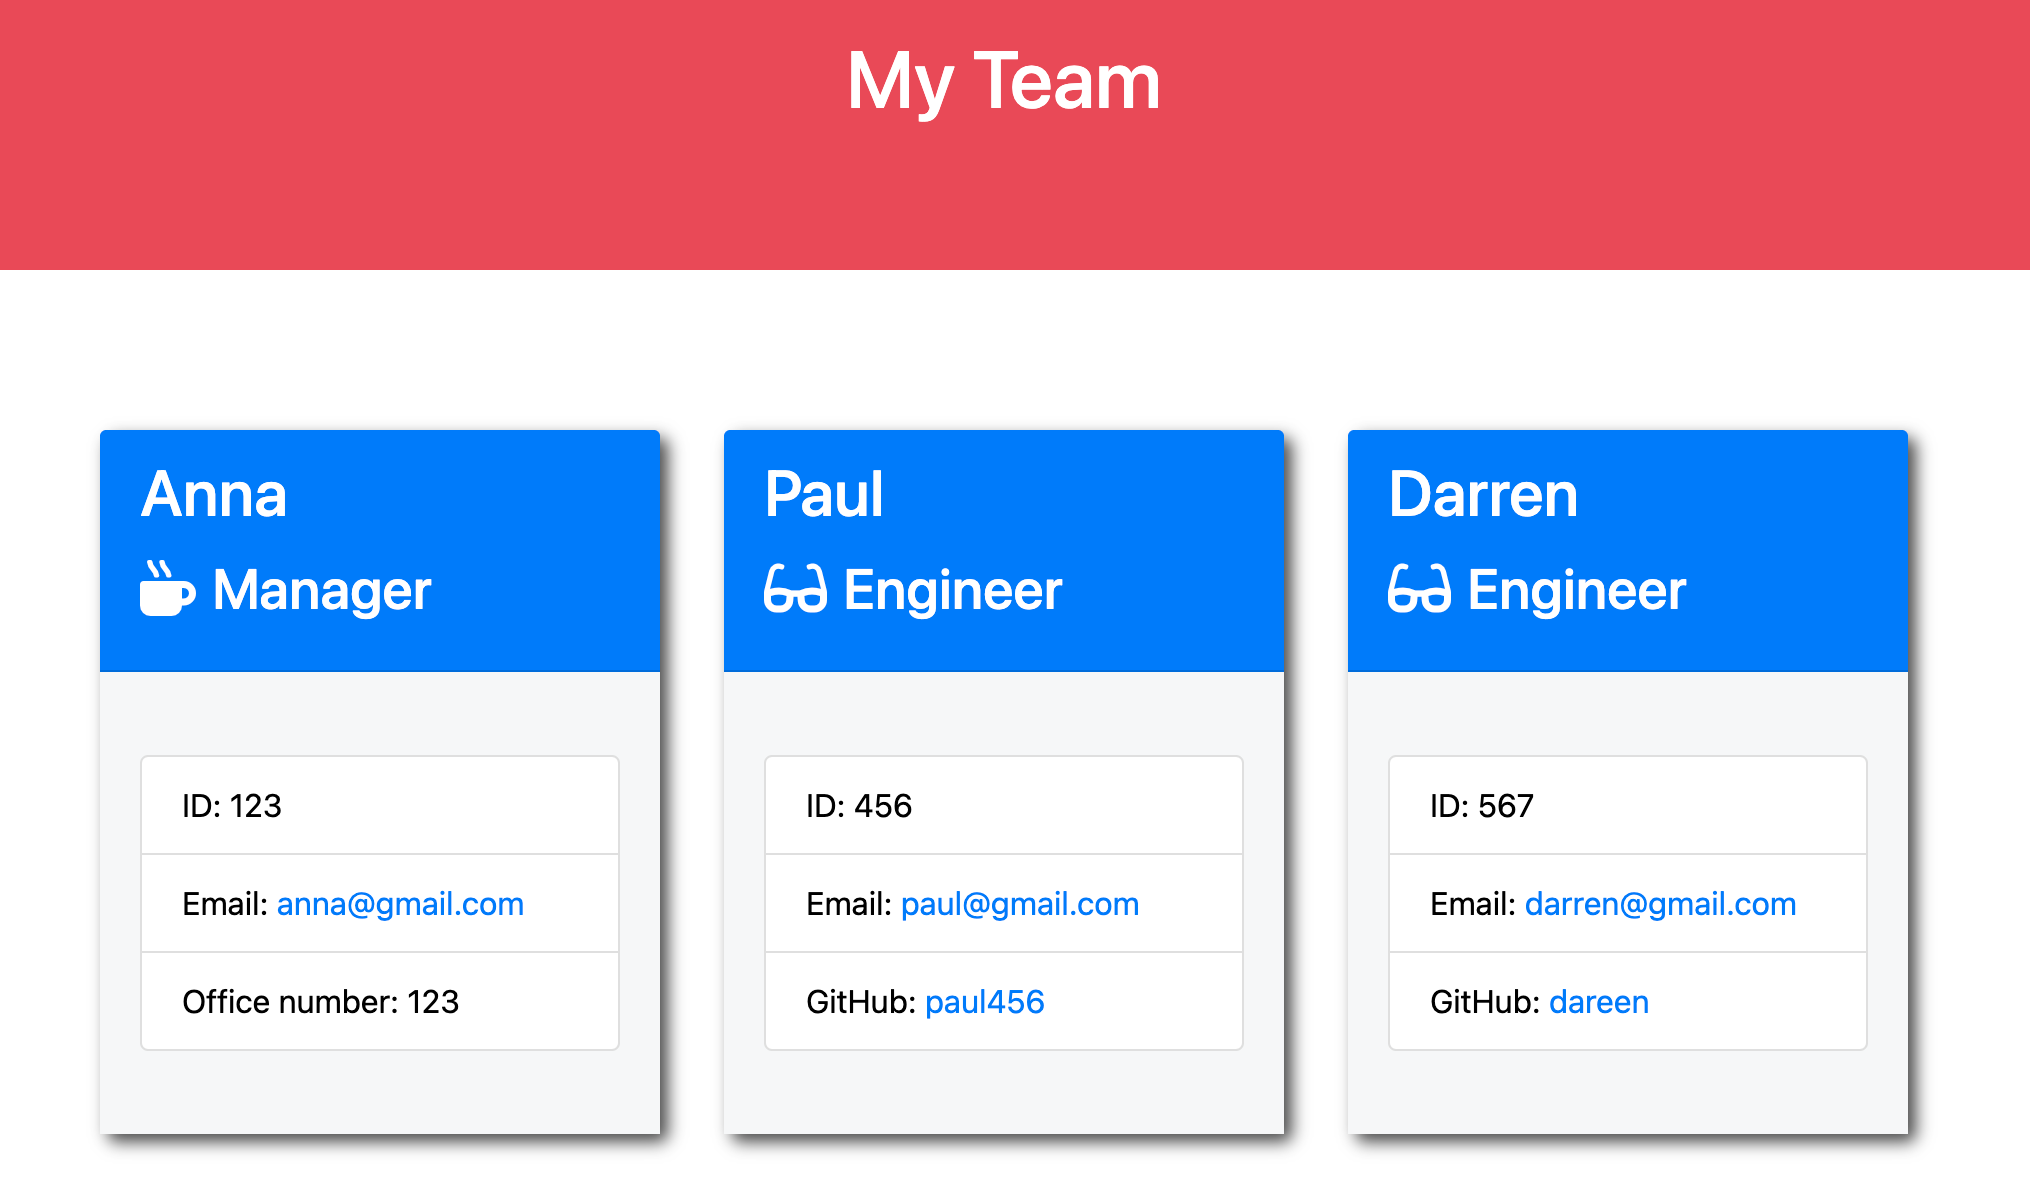 My Team
Anna
Manager
ID: 123
Email: anna@gmail.com
Office number: 123
Paul
Engineer
ID: 456
Email: paul@gmail.com
GitHub: paul456
Darren
Engineer
ID: 567
Email: darren@gmail.com
GitHub: dareen